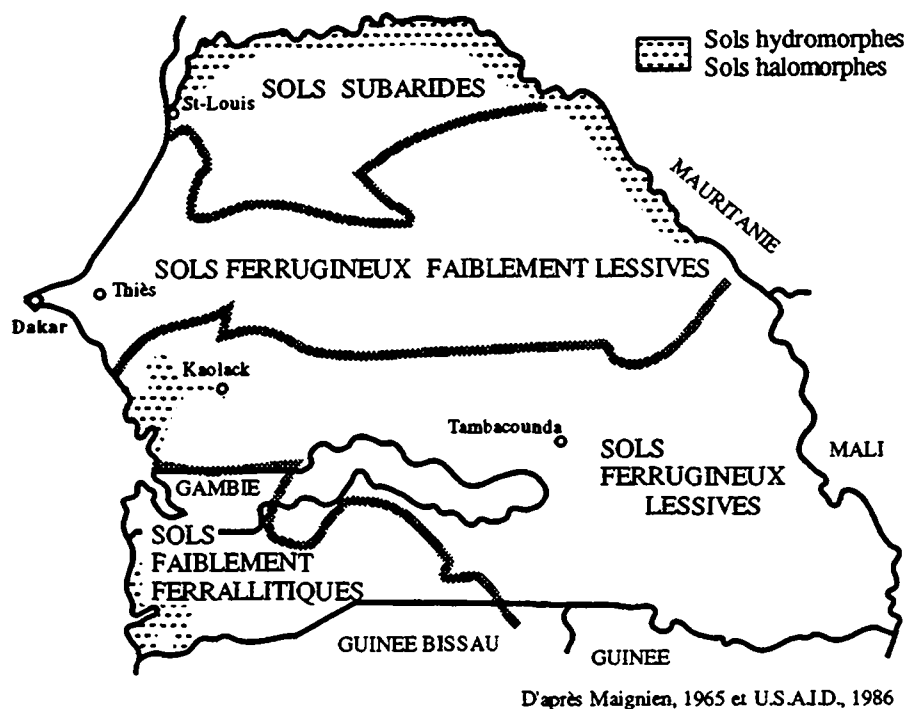 Sols hydromorphes
Sols halomorphes
SOLS SUBARIDES
St-Louis
MAURITANIE
SOLS FERRUGINEUX FAIBLEMENT LESSIVES
Thiès
Dakar
Kaolack
Tambacounda
SOLS
FERRUGINEUX
LESSIVES
MALI
GAMBIE
SOLS
FAIBLEMENT
FERRALLITIQUES
GUINEE BISSAU
GUINEE
D'après Maignien, 1965 et U.S.A.I.D., 1986